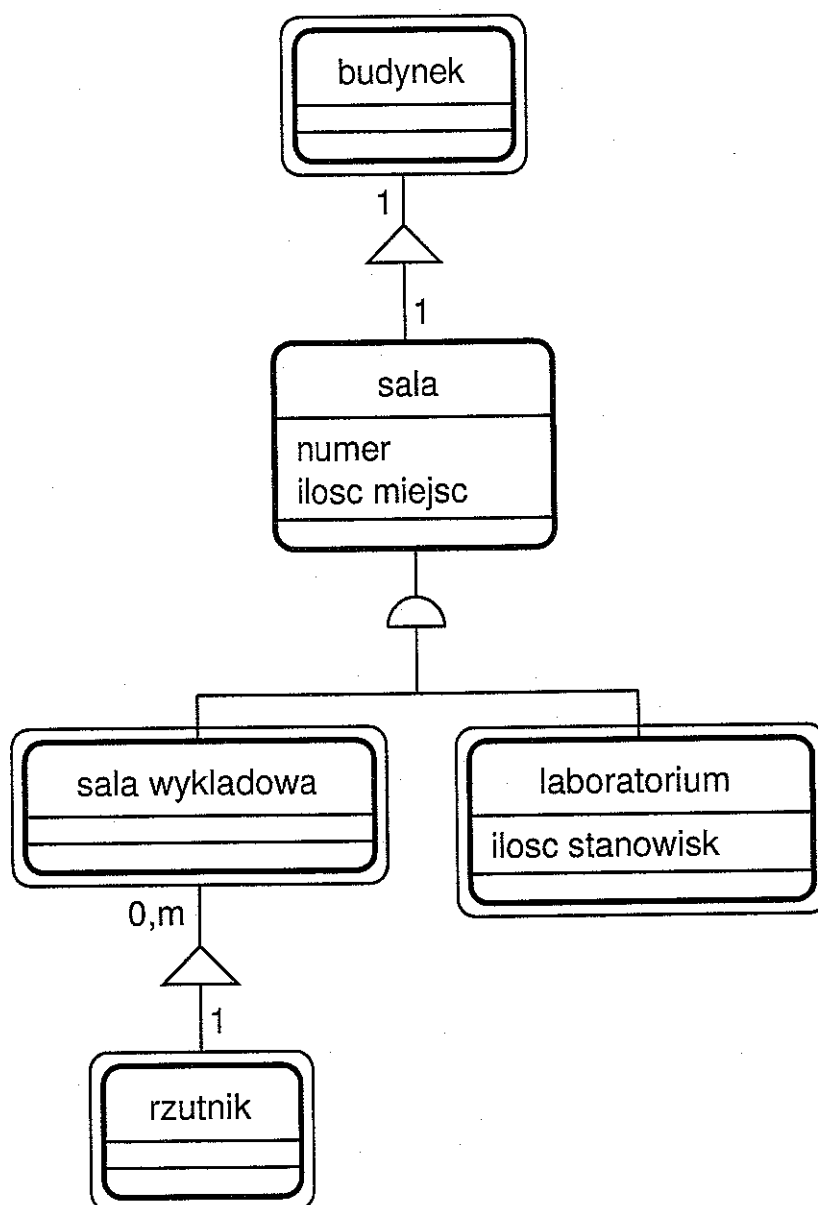 budynek
1
1
sala
numer
ilosc miejsc
sala wykladowa
laboratorium
ilosc stanowisk
0,m
1
rzutnik